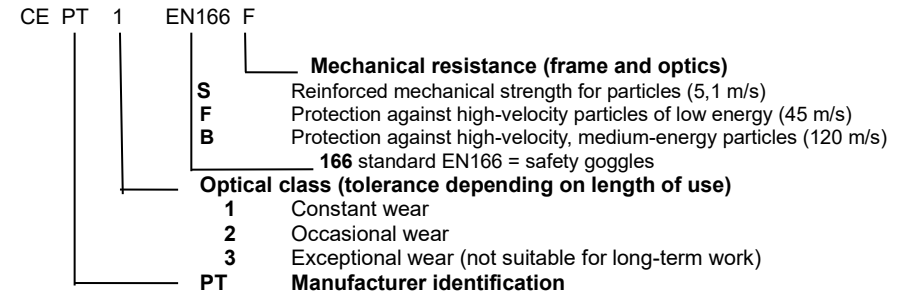 CE PT 1 EN166 F
Mechanical resistance (frame and optics)
S Reinforced mechanical strength for particles (5,1 m/s)
F Protection against high-velocity particles of low energy (45 m/s)
B Protection against high-velocity, medium-energy particles (120 m/s)
166 standard EN166 = safety goggles
Optical class (tolerance depending on length of use)
1 Constant wear
2 Occasional wear
3 Exceptional wear (not suitable for long-term work)
PT Manufacturer identification